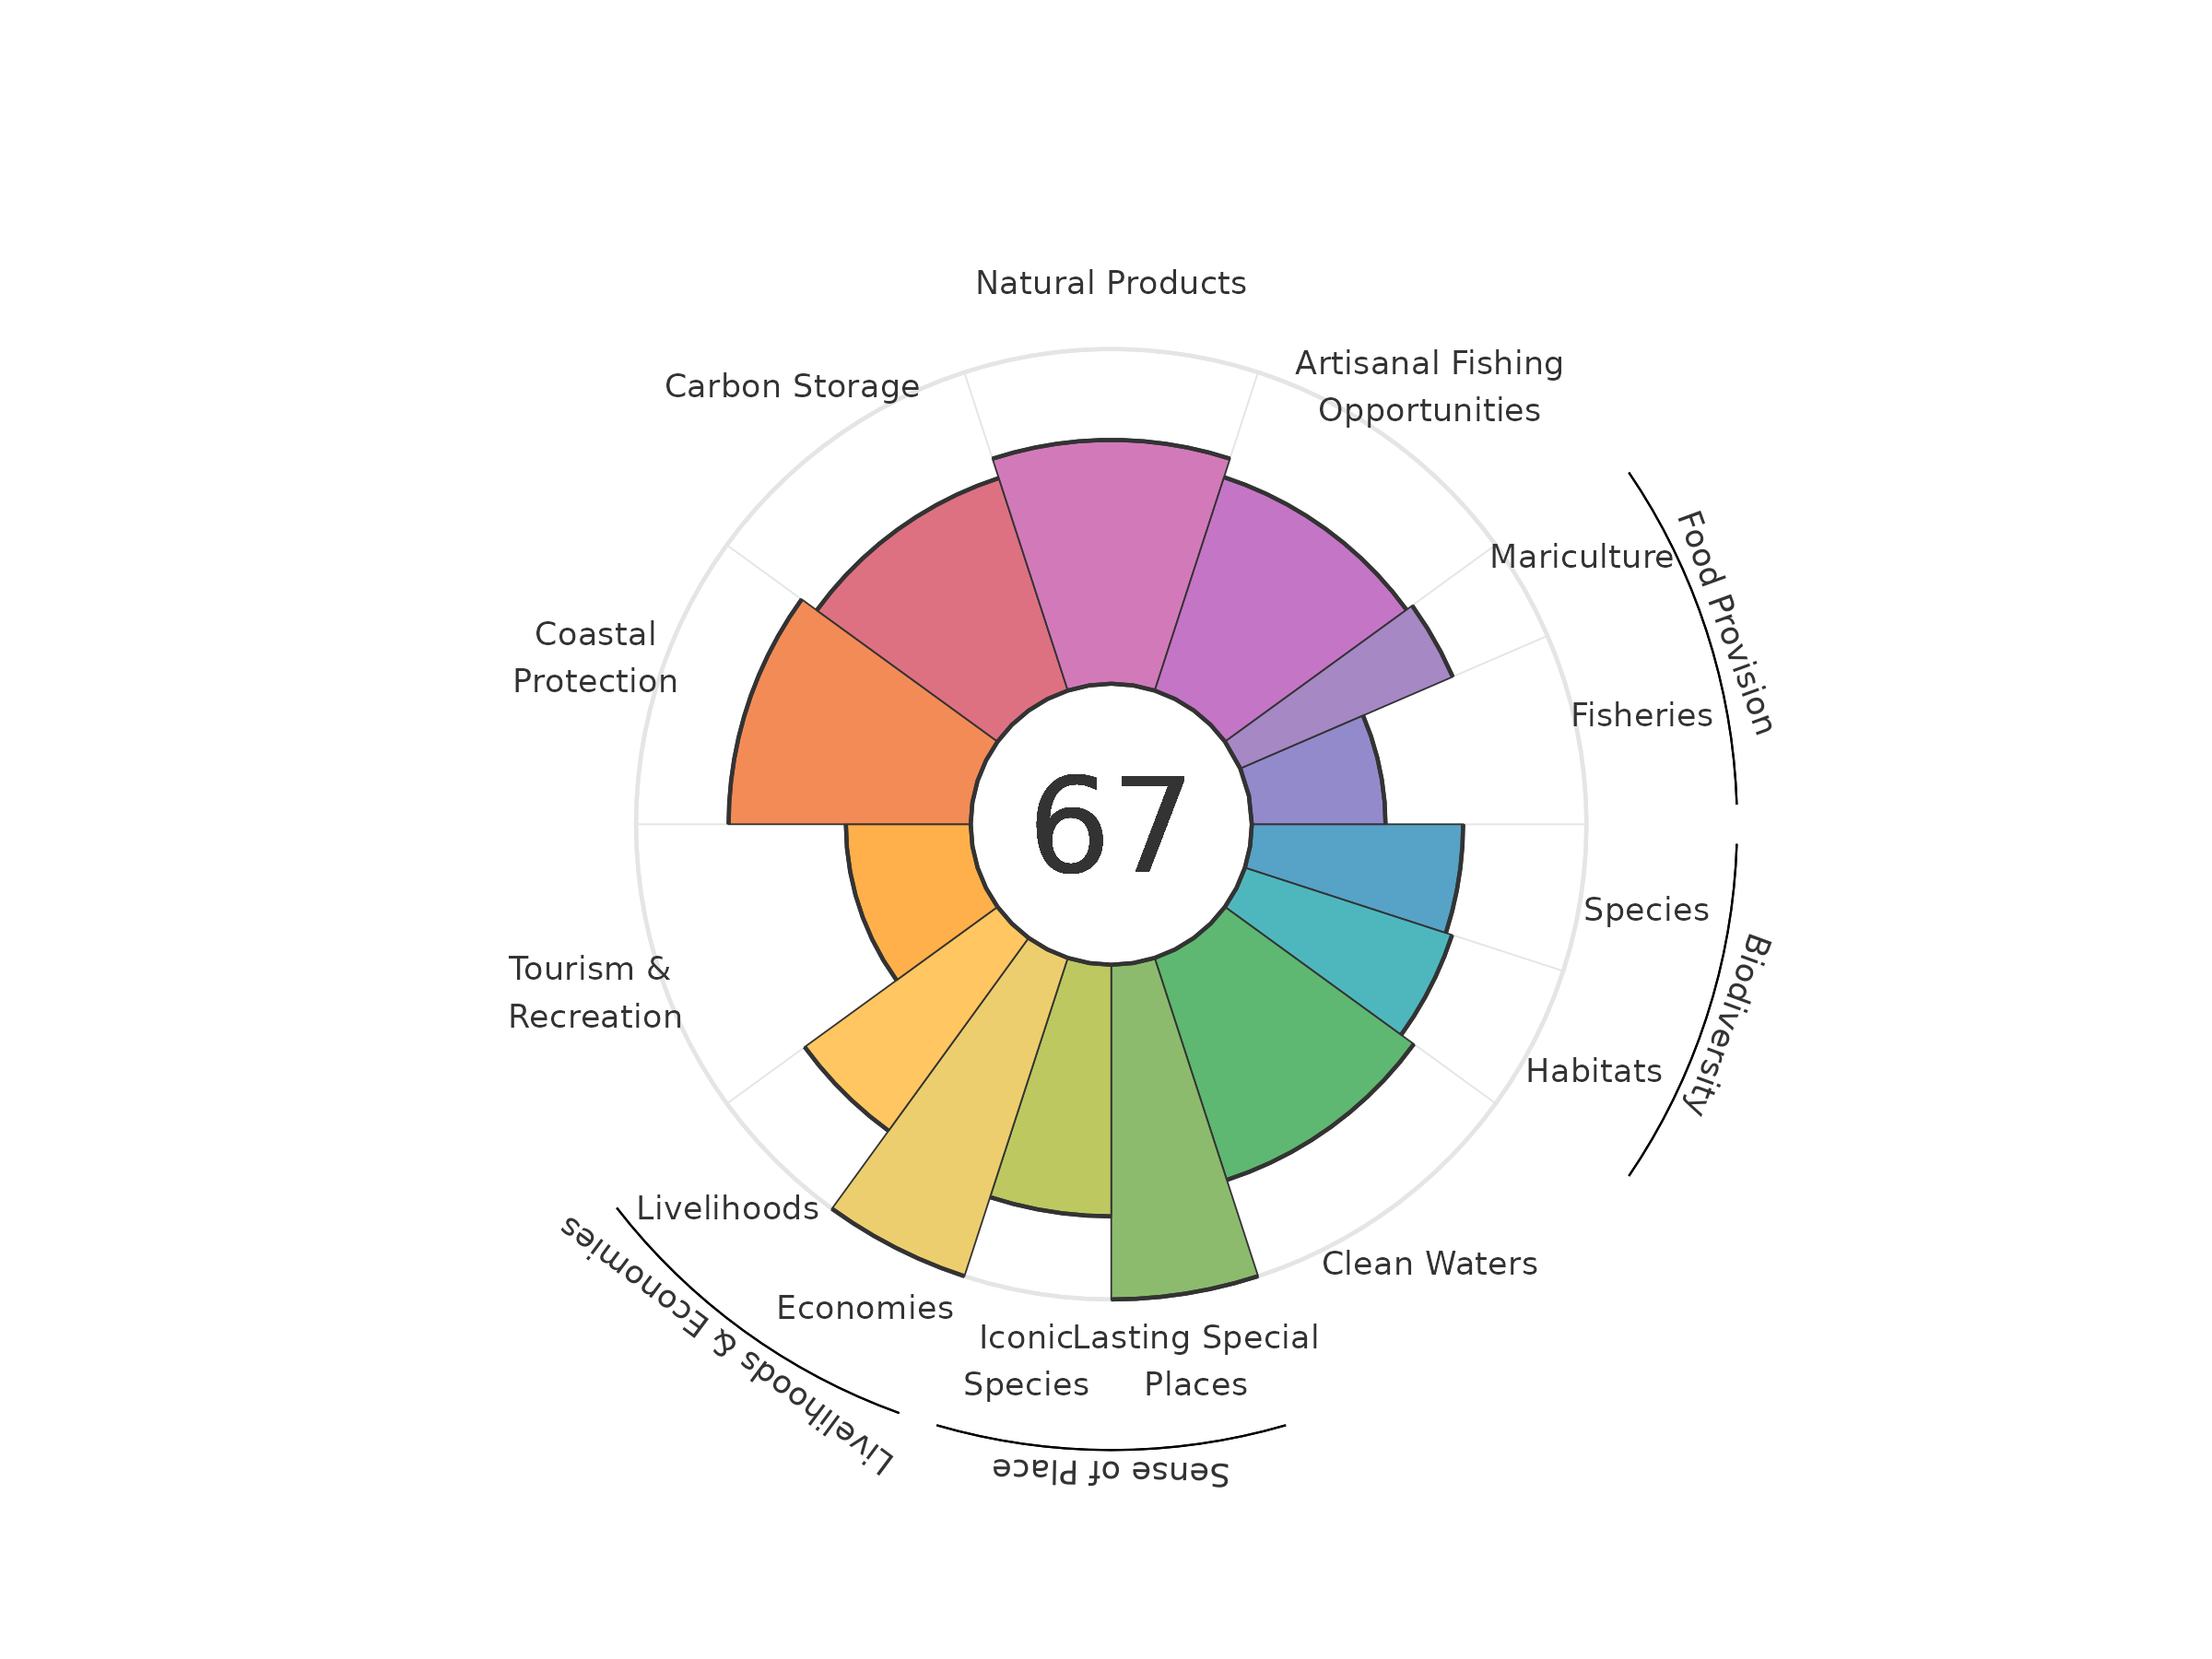 Natural Products
Artisanal Fishing
Opportunities
Carbon Storage
Mariculture
Food Provision
Coastal
Protection
Fisheries
67
Species
Biodiversity
Tourism &
Recreation
Habitats
Livelihoods
Clean Waters
Economies
Livelihoods & Economies
Iconic
Species
Lasting Special
Places
Sense of Place